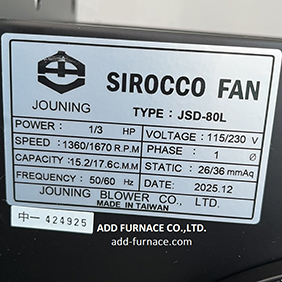 SIROCCO FAN
JOUNING
TYPE: JSD-80L
POWER: 1/3 HP
VOLTAGE: 115/230 V
SPEED: 1360/1670 R.P.M
PHASE: 1 Ø
CAPACITY: 15.2/17.6C.M.M
STATIC: 26/36 mmAq
FREQUENCY: 50/60 Hz
DATE: 2025.12
JOUNING BLOWER CO., LTD.
MADE IN TAIWAN
中一 424925
ADD FURNACE CO.,LTD.
add-furnace.com